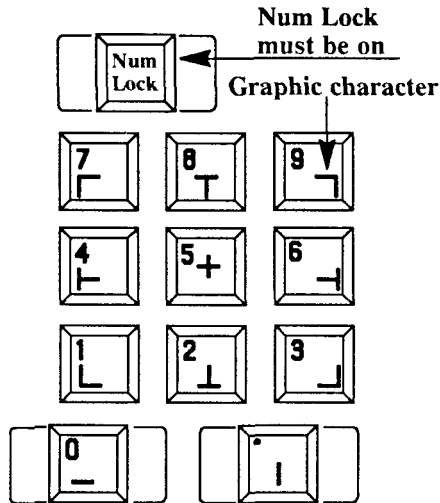 Num Lock
must be on
Num
Lock
Graphic character
7 8 9
4 5 6
1 2 3
0 .